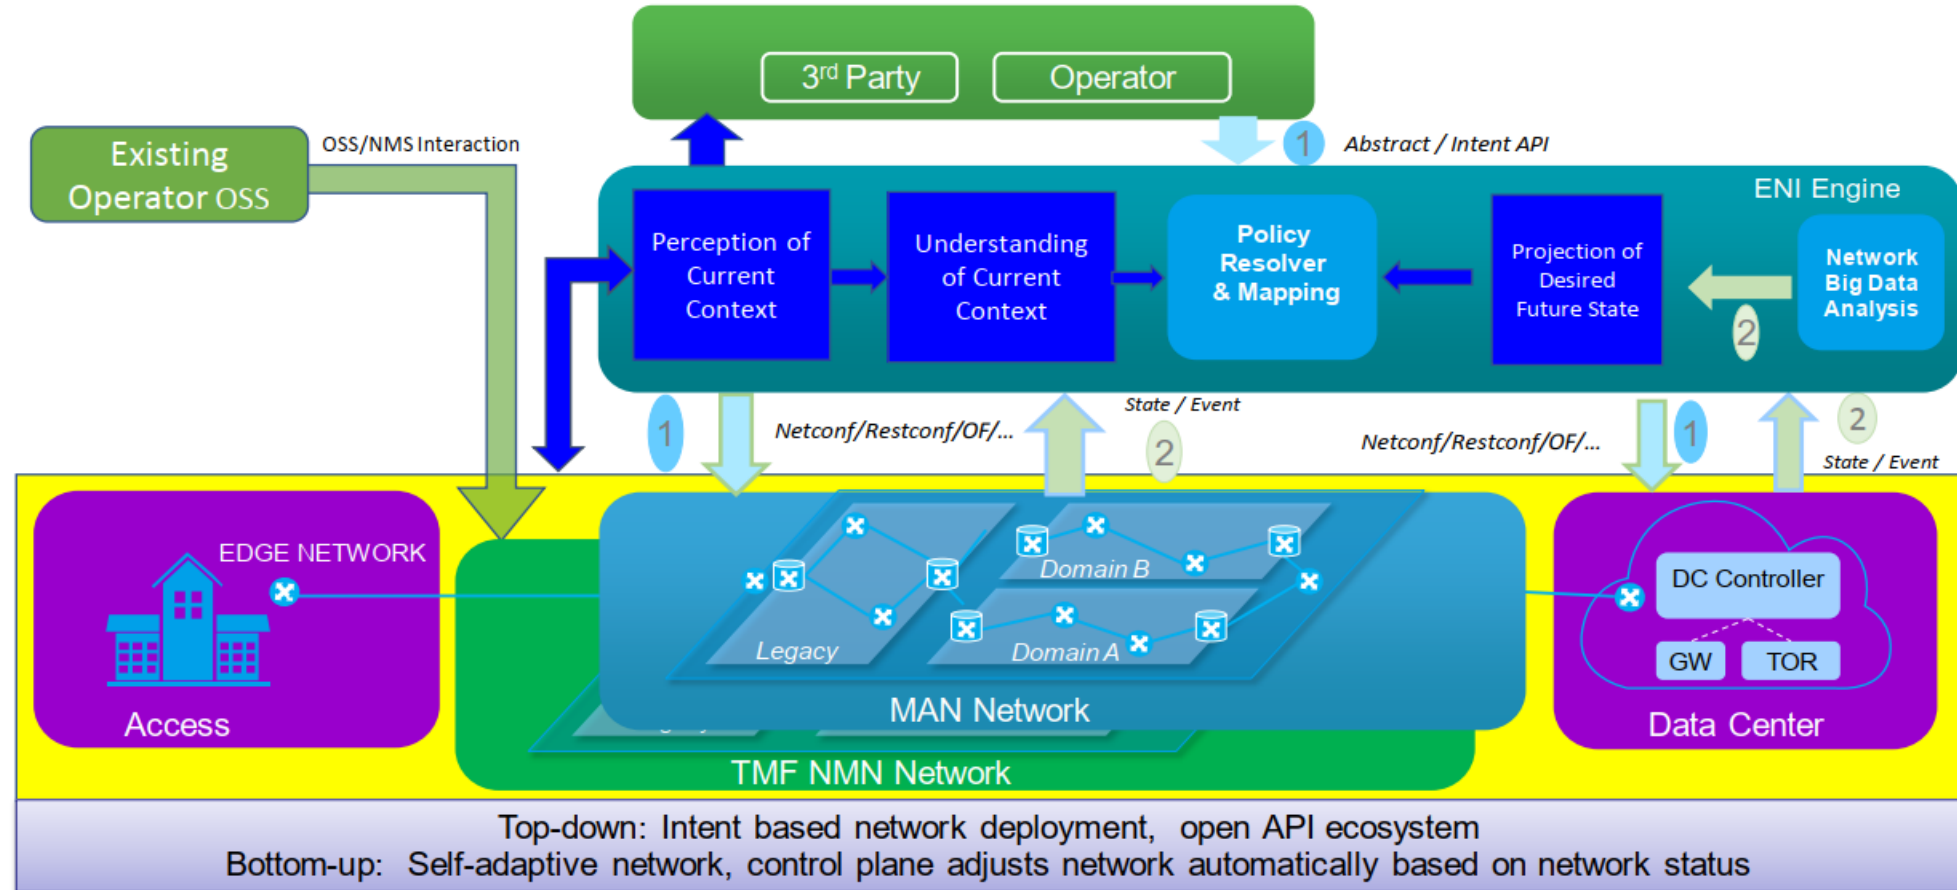 3rd Party
Operator
Existing
Operator OSS
OSS/NMS Interaction
1
Abstract / Intent API
ENI Engine
Perception of
Current
Context
Understanding
of Current
Context
Policy
Resolver
& Mapping
Projection of
Desired
Future State
Network
Big Data
Analysis
2
1
Netconf/Restconf/OF/...
State / Event
2
Netconf/Restconf/OF/...
1
2
State / Event
EDGE NETWORK
Access
Legacy
Domain B
Domain A
MAN Network
TMF NMN Network
DC Controller
GW
TOR
Data Center
Top-down: Intent based network deployment, open API ecosystem
Bottom-up: Self-adaptive network, control plane adjusts network automatically based on network status